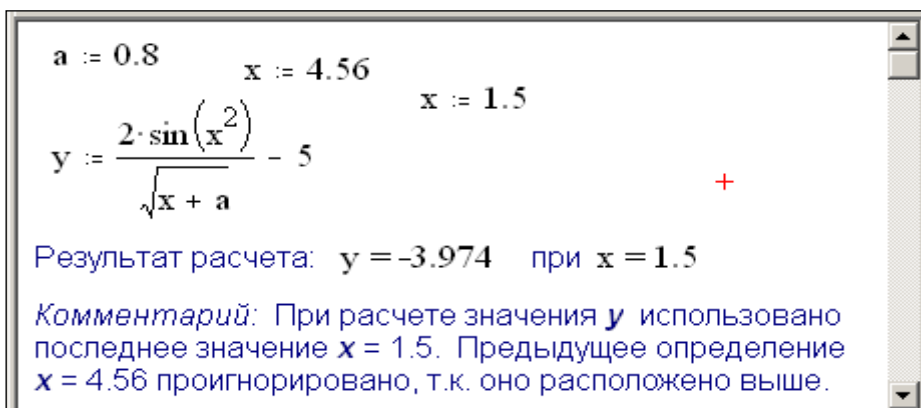 a := 0.8
x := 4.56
x := 1.5
y := 2·sin(x²)/√(x + a) − 5
Результат расчета: y = -3.974 при x = 1.5
Комментарий: При расчете значения y использовано
последнее значение x = 1.5. Предыдущее определение
x = 4.56 проигнорировано, т.к. оно расположено выше.